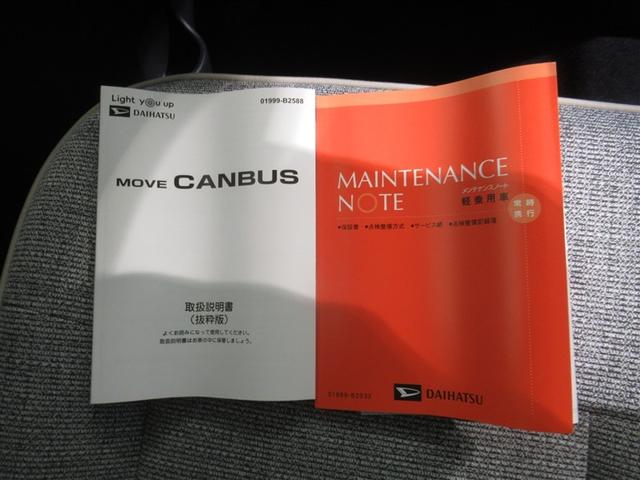 Light you up
DAIHATSU
01999-B2588
MOVE CANBUS
取扱説明書
(抜粋版)
よくお読みになって使用してください。
取扱説明書はお車の中に保管しましょう。
MAINTENANCE
NOTE
メンテナンスノート
軽乗用車
常時
携行
●保証書 ●点検整備方式 ●サービス網 ●点検整備記録簿
DAIHATSU